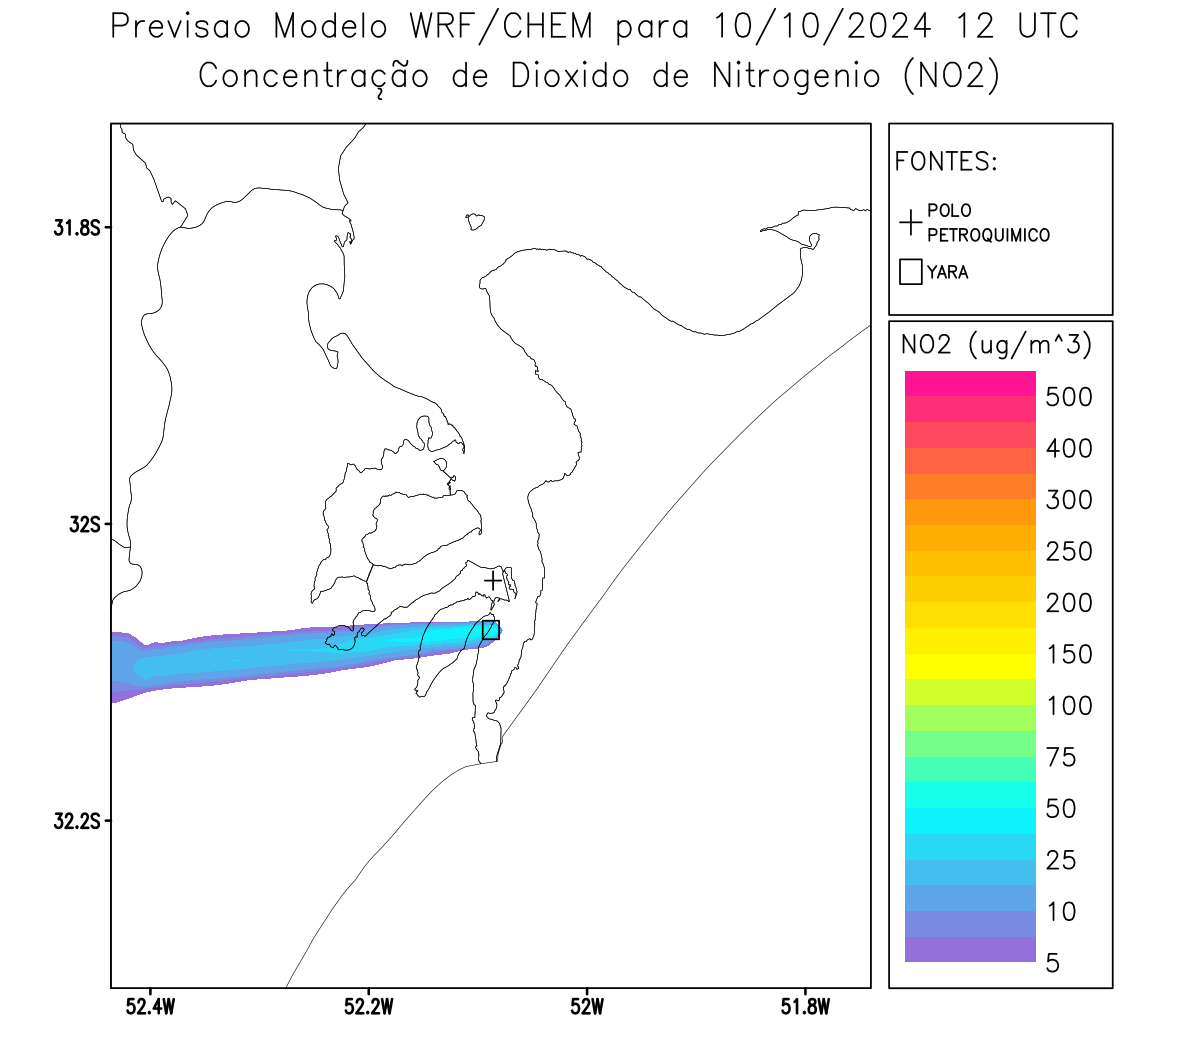 Previsao Modelo WRF/CHEM para 10/10/2024 12 UTC
Concentração de Dioxido de Nitrogenio (NO2)
FONTES:
POLO
PETROQUIMICO
YARA
NO2 (ug/m^3)
500
400
300
250
200
150
100
75
50
25
10
5
31.8S
32S
32.2S
52.4W
52.2W
52W
51.8W